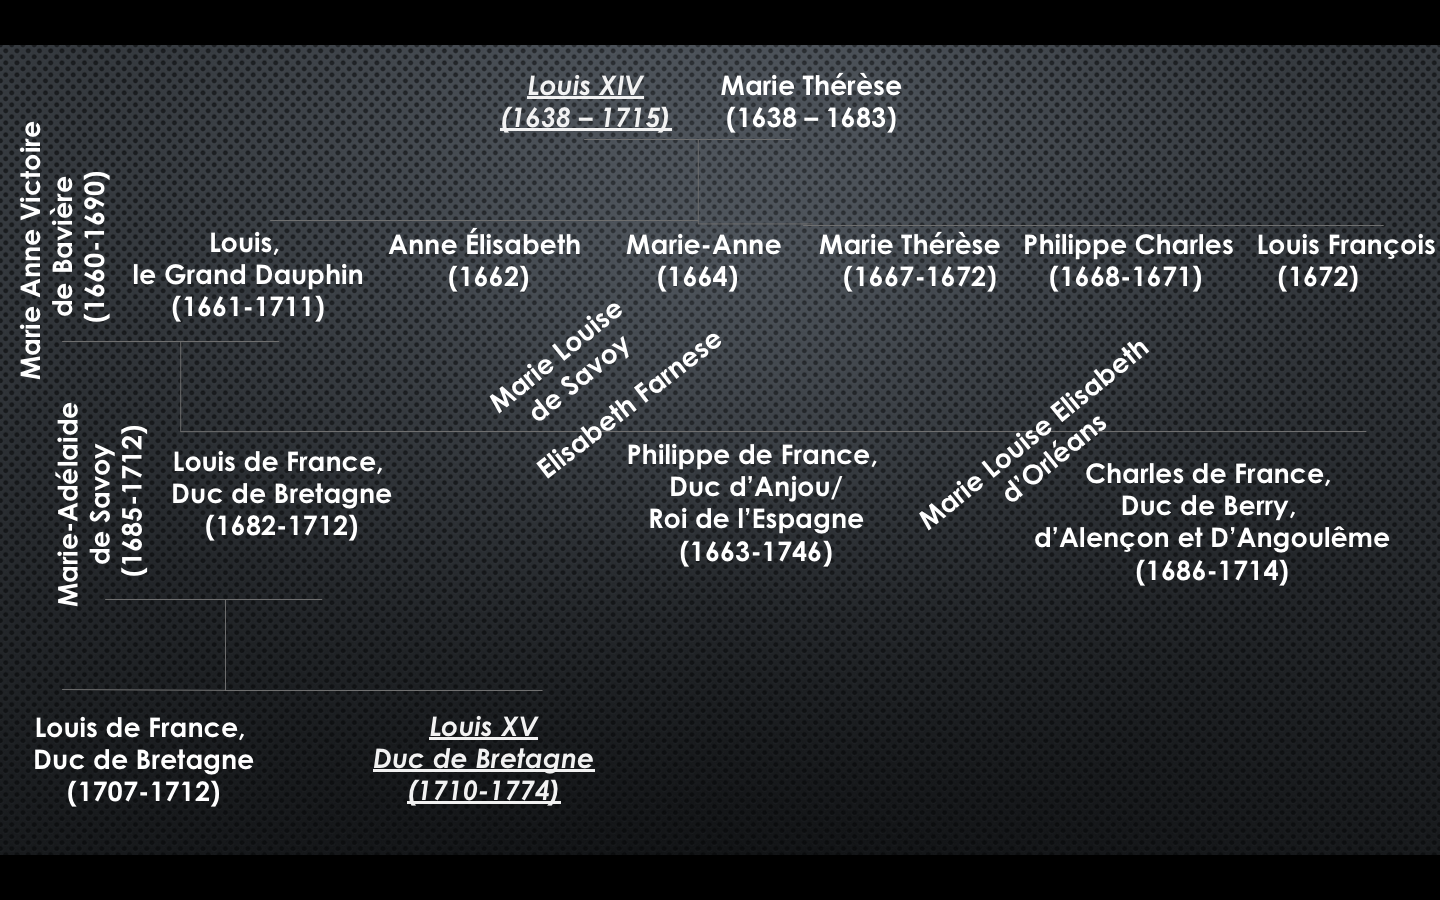 Louis XIV
(1638 – 1715)
Marie Thérèse
(1638 – 1683)
Marie Anne Victoire
de Bavière
(1660-1690)
Louis,
le Grand Dauphin
(1661-1711)
Anne Élisabeth
(1662)
Marie-Anne
(1664)
Marie Thérèse
(1667-1672)
Philippe Charles
(1668-1671)
Louis François
(1672)
Marie-Adélaide
de Savoy
(1685-1712)
Louis de France,
Duc de Bretagne
(1682-1712)
Marie Louise
de Savoy
Elisabeth Farnese
Philippe de France,
Duc d’Anjou/
Roi de l’Espagne
(1663-1746)
Marie Louise Elisabeth
d’Orléans
Charles de France,
Duc de Berry,
d’Alençon et D’Angoulême
(1686-1714)
Louis de France,
Duc de Bretagne
(1707-1712)
Louis XV
Duc de Bretagne
(1710-1774)